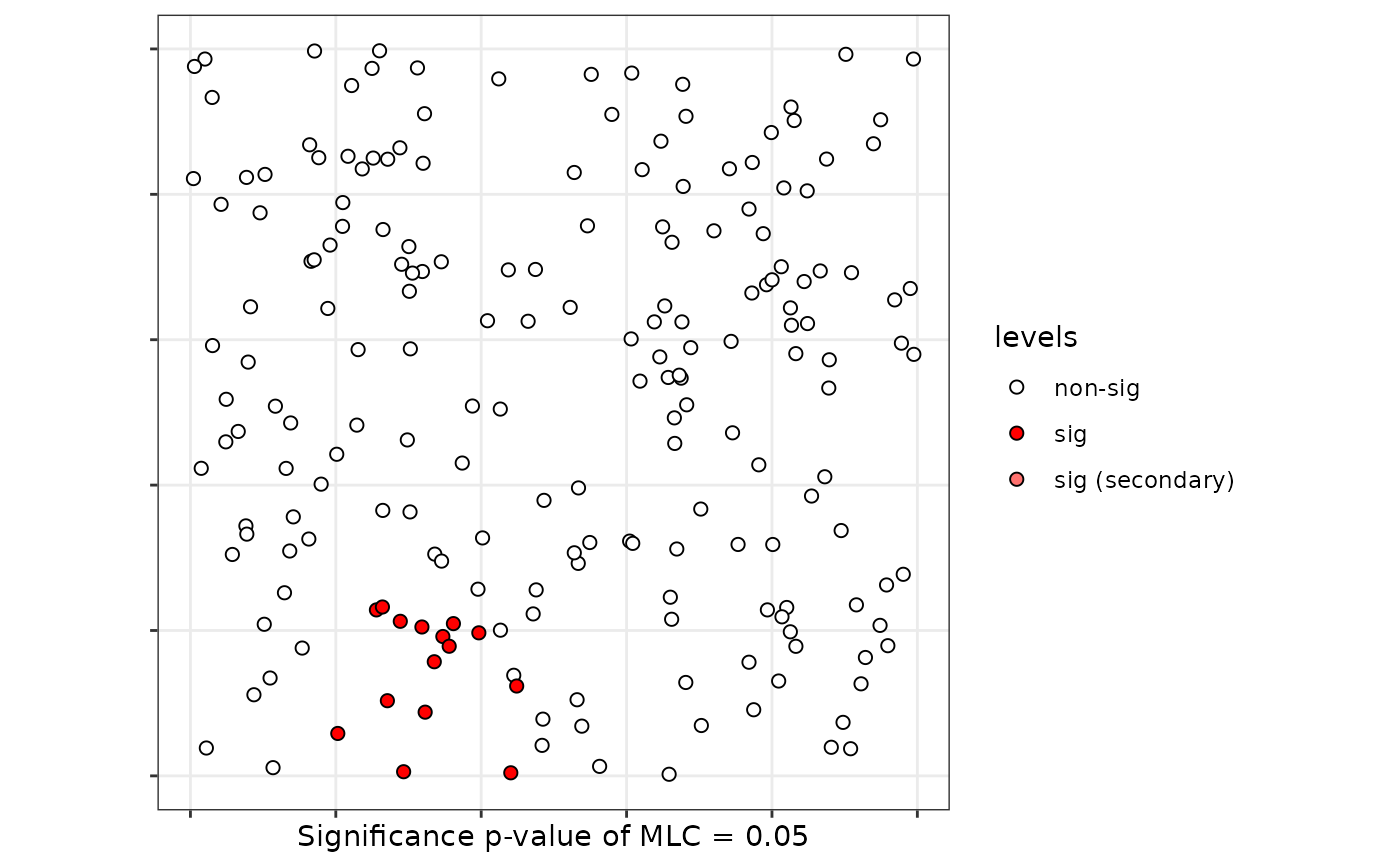 levels
non-sig
sig
sig (secondary)
Significance p-value of MLC = 0.05